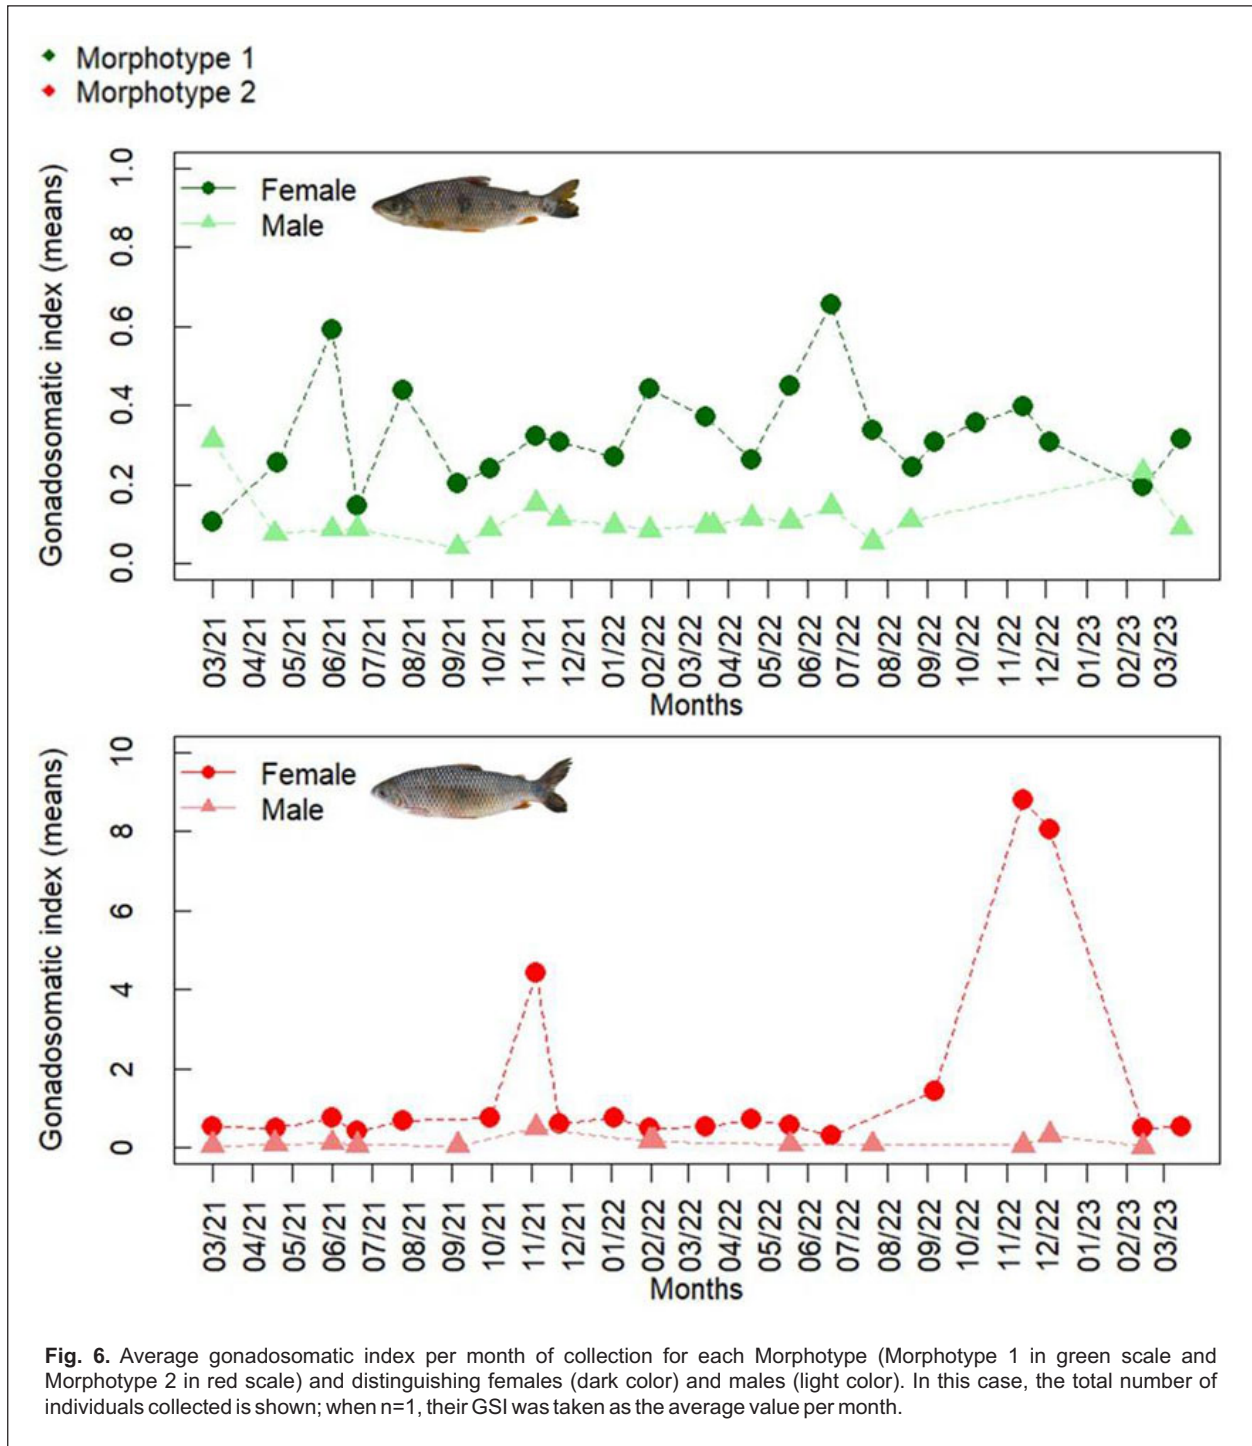 Morphotype 1
Morphotype 2
Gonadosomatic index (means)
1.0
0.8
0.6
0.4
0.2
0.0
Female
Male
03/21 04/21 05/21 06/21 07/21 08/21 09/21 10/21 11/21 12/21 01/22 02/22 03/22 04/22 05/22 06/22 07/22 08/22 09/22 10/22 11/22 12/22 01/23 02/23 03/23
Months
Gonadosomatic index (means)
10
8
6
4
2
0
Female
Male
03/21 04/21 05/21 06/21 07/21 08/21 09/21 10/21 11/21 12/21 01/22 02/22 03/22 04/22 05/22 06/22 07/22 08/22 09/22 10/22 11/22 12/22 01/23 02/23 03/23
Months
Fig. 6. Average gonadosomatic index per month of collection for each Morphotype (Morphotype 1 in green scale and
Morphotype 2 in red scale) and distinguishing females (dark color) and males (light color). In this case, the total number of
individuals collected is shown; when n=1, their GSI was taken as the average value per month.